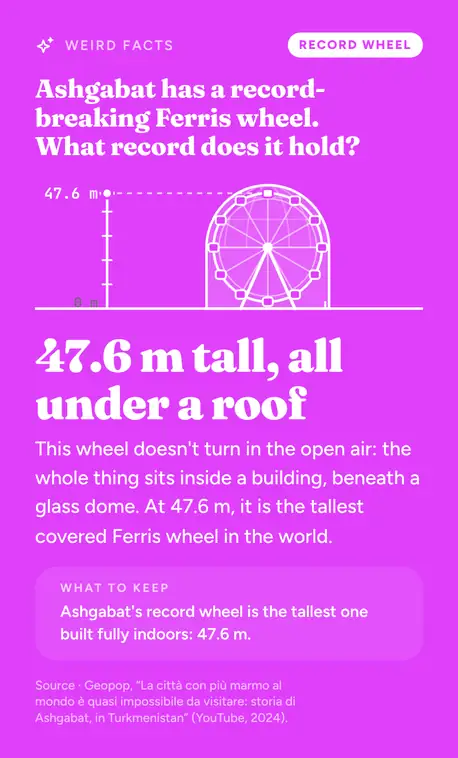 WEIRD FACTS
RECORD WHEEL
Ashgabat has a record-
breaking Ferris wheel.
What record does it hold?
47.6 m
0 m
47.6 m tall, all
under a roof
This wheel doesn't turn in the open air: the
whole thing sits inside a building, beneath a
glass dome. At 47.6 m, it is the tallest
covered Ferris wheel in the world.
WHAT TO KEEP
Ashgabat's record wheel is the tallest one
built fully indoors: 47.6 m.
Source · Geopop, "La città con più marmo al
mondo è quasi impossibile da visitare: storia di
Ashgabat, in Turkmenistan" (YouTube, 2024).